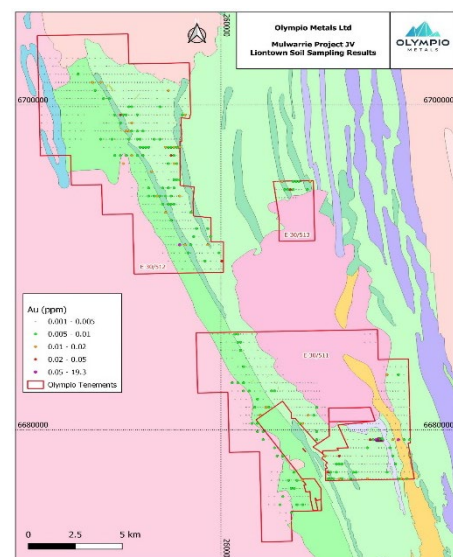 Olympio Metals Ltd
Mulwarrie Project JV
Liontown Soil Sampling Results
OLYMPIO
METALS
260000
6700000
6700000
E 30/513
E 30/512
Au (ppm)
0.001 - 0.005
0.005 - 0.01
0.01 - 0.02
0.02 - 0.05
0.05 - 19.3
Olympio Tenements
6680000
6680000
0 2.5 5 km
260000